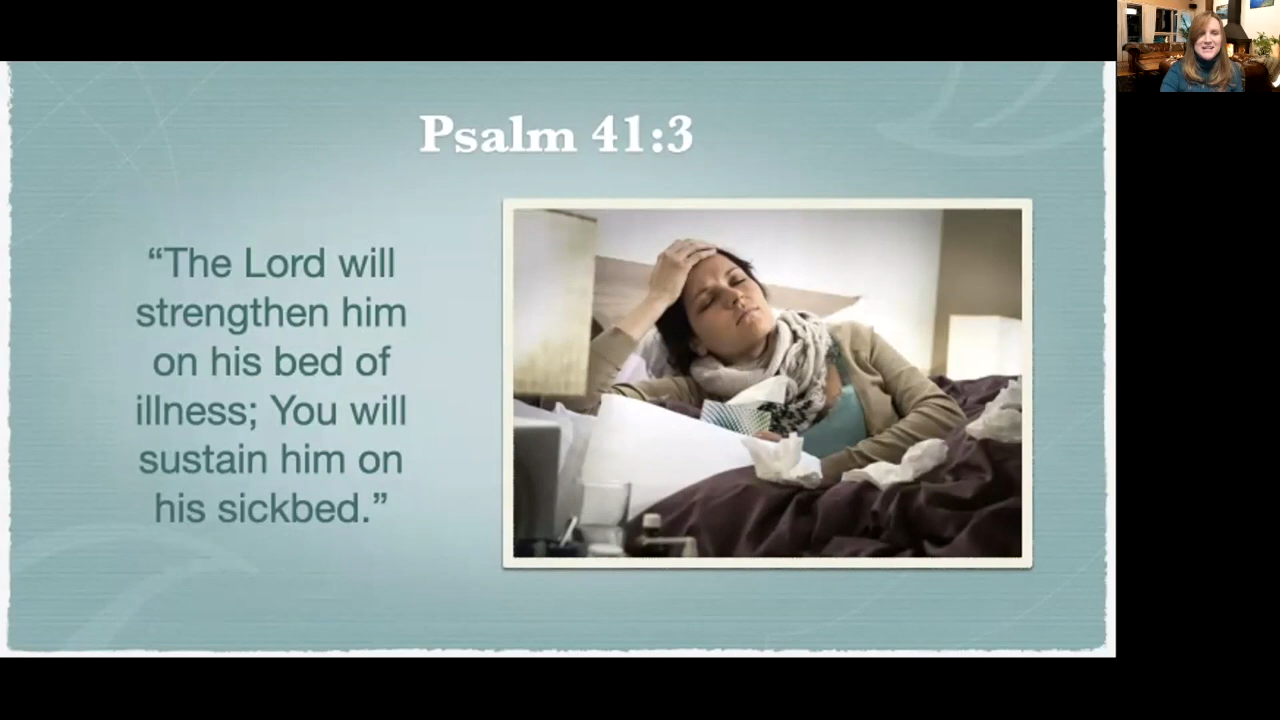 Psalm 41:3
“The Lord will
strengthen him
on his bed of
illness; You will
sustain him on
his sickbed.”